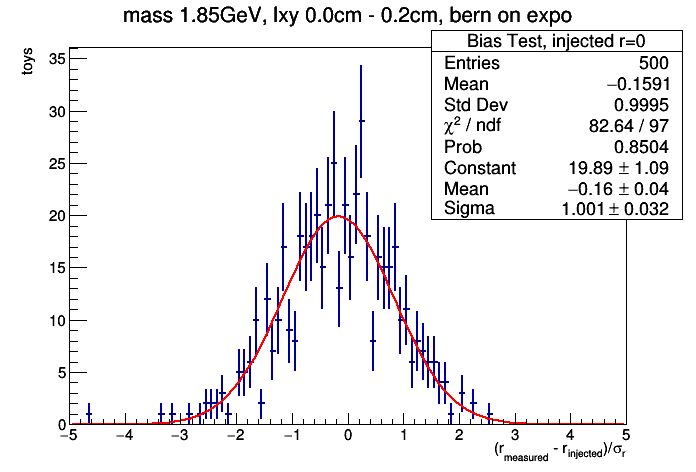 mass 1.85GeV, lxy 0.0cm - 0.2cm, bern on expo
Bias Test, injected r=0
Entries 500
Mean −0.1591
Std Dev 0.9995
χ² / ndf 82.64 / 97
Prob 0.8504
Constant 19.89 ± 1.09
Mean −0.16 ± 0.04
Sigma 1.001 ± 0.032
toys
35
30
25
20
15
10
5
0
−5 −4 −3 −2 −1 0 1 2 3 4 5
(r_measured - r_injected)/σ_r